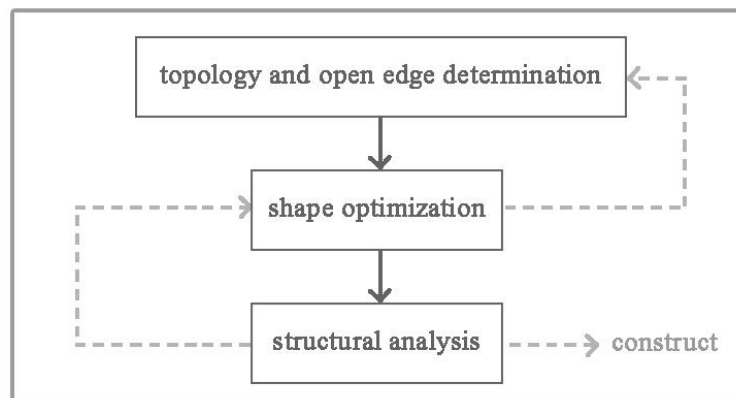 topology and open edge determination
shape optimization
structural analysis
construct